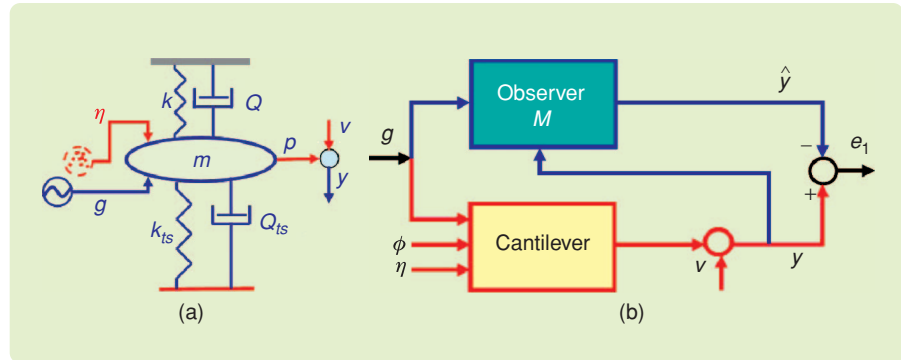 k
Q
η
v
p
m
y
g
k_ts
Q_ts
(a)
ŷ
Observer
M
g
−
e_1
+
ϕ
η
Cantilever
v
y
(b)